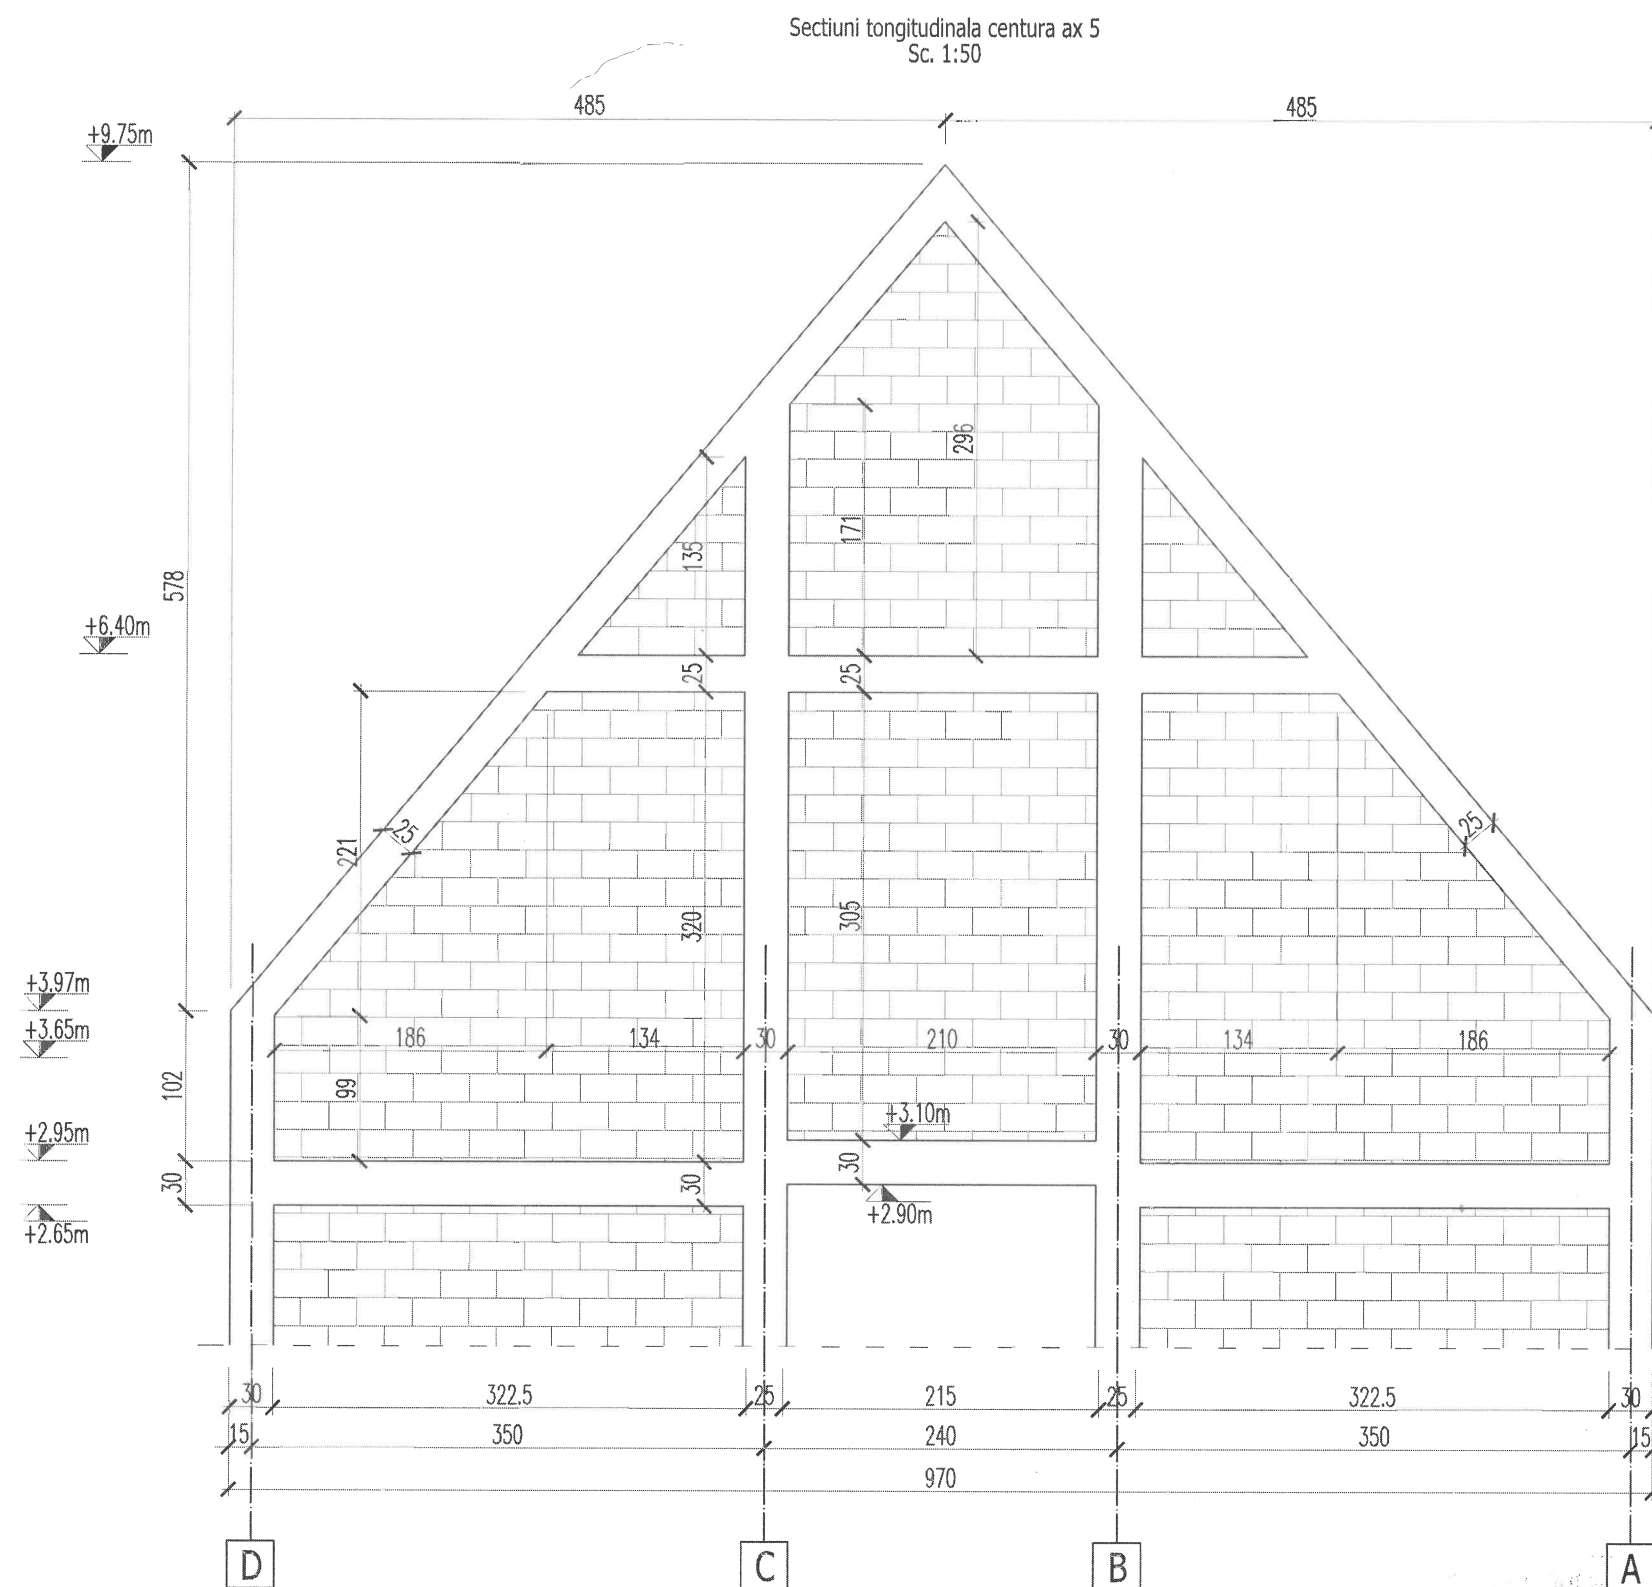 Sectiuni tongitudinala centura ax 5
Sc. 1:50
485
485
+9.75m
296
171
135
578
+6.40m
25
25
221
25
25
320
305
+3.97m
+3.65m
186
134
30
210
30
134
186
102
99
+3.10m
+2.95m
30
30
30
+2.90m
+2.65m
30
322.5
25
215
25
322.5
30
15
350
240
350
15
970
D
C
B
A